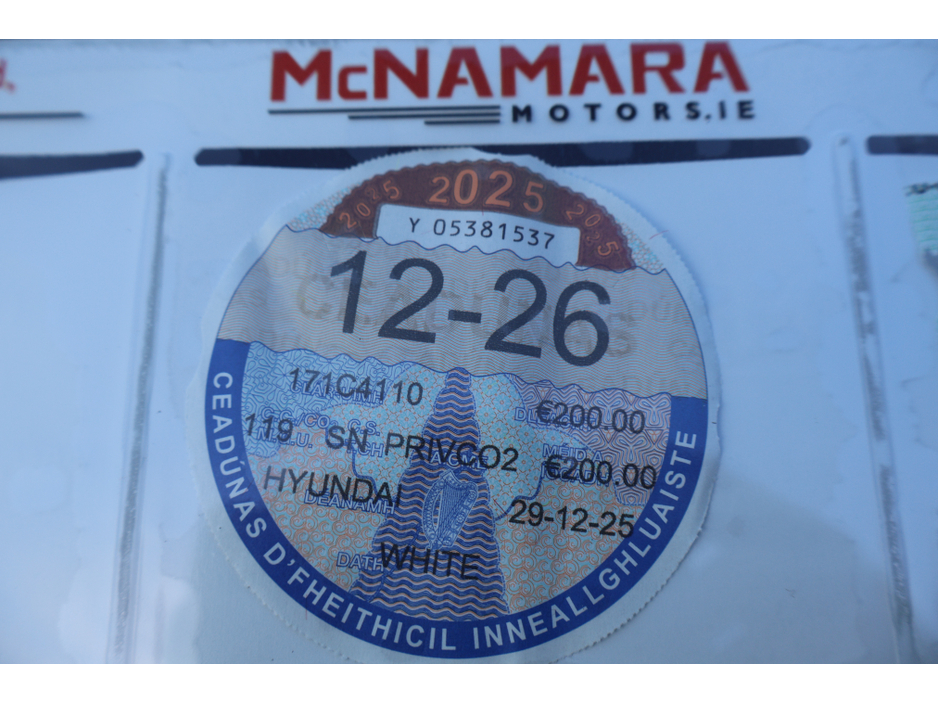 McNAMARA
MOTORS.IE
2025 2025 2025
Y 05381537
12-26
171C4110 €200.00
119 SN PRIVCO2 €200.00
HYUNDAI 29-12-25
DEANAMH
WHITE
CEADÚNAS D'FHEITHICIL INNEALLGHLUAISTE